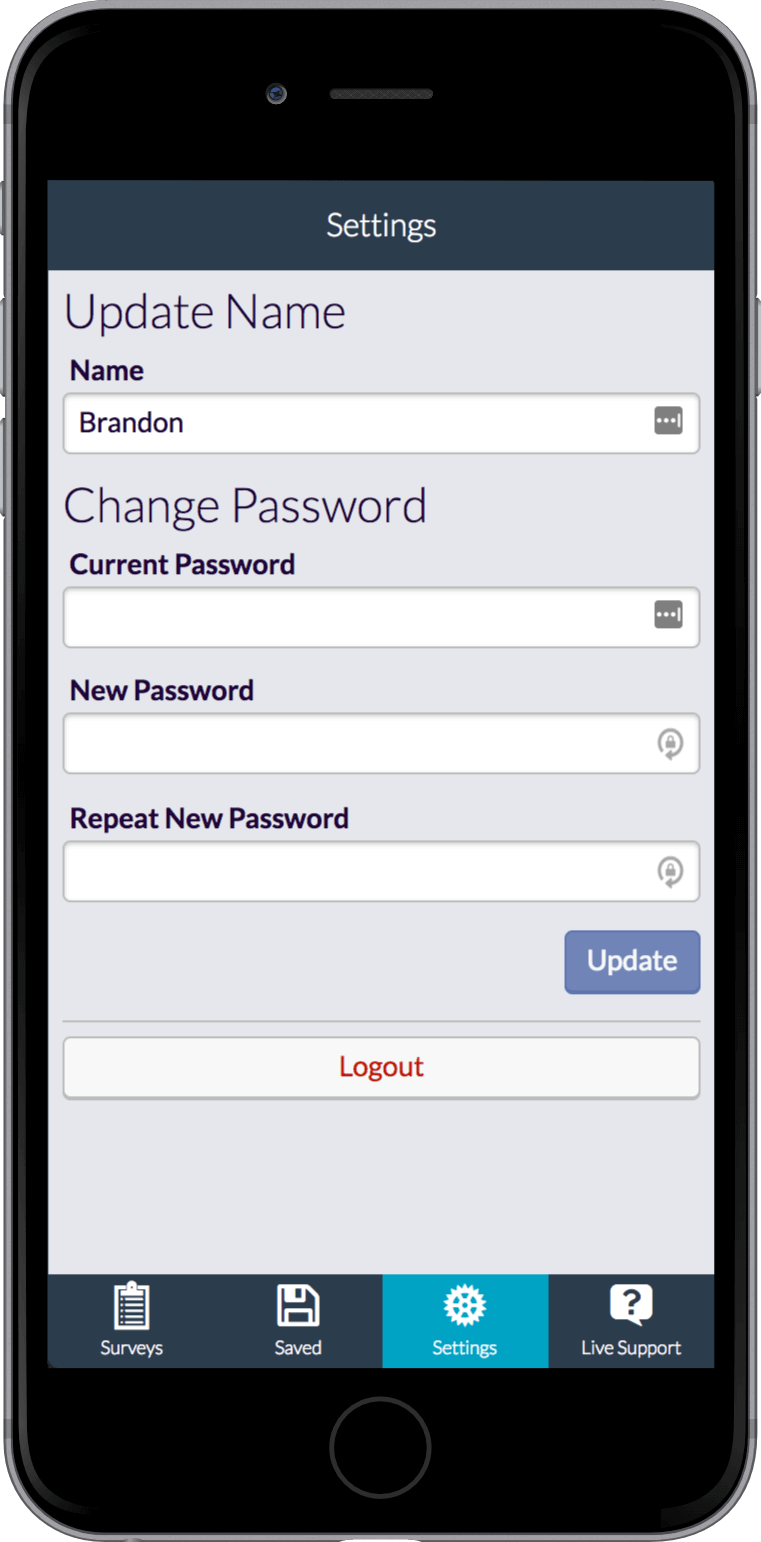 Settings
Update Name
Name
Brandon
Change Password
Current Password
New Password
Repeat New Password
Update
Logout
Surveys Saved Settings Live Support